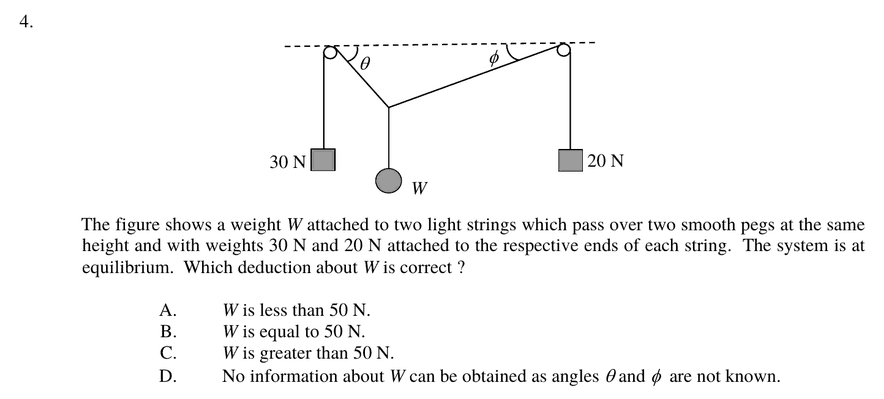 4.
θ
ϕ
30 N
20 N
W
The figure shows a weight W attached to two light strings which pass over two smooth pegs at the same
height and with weights 30 N and 20 N attached to the respective ends of each string. The system is at
equilibrium. Which deduction about W is correct ?
A. W is less than 50 N.
B. W is equal to 50 N.
C. W is greater than 50 N.
D. No information about W can be obtained as angles θ and ϕ are not known.